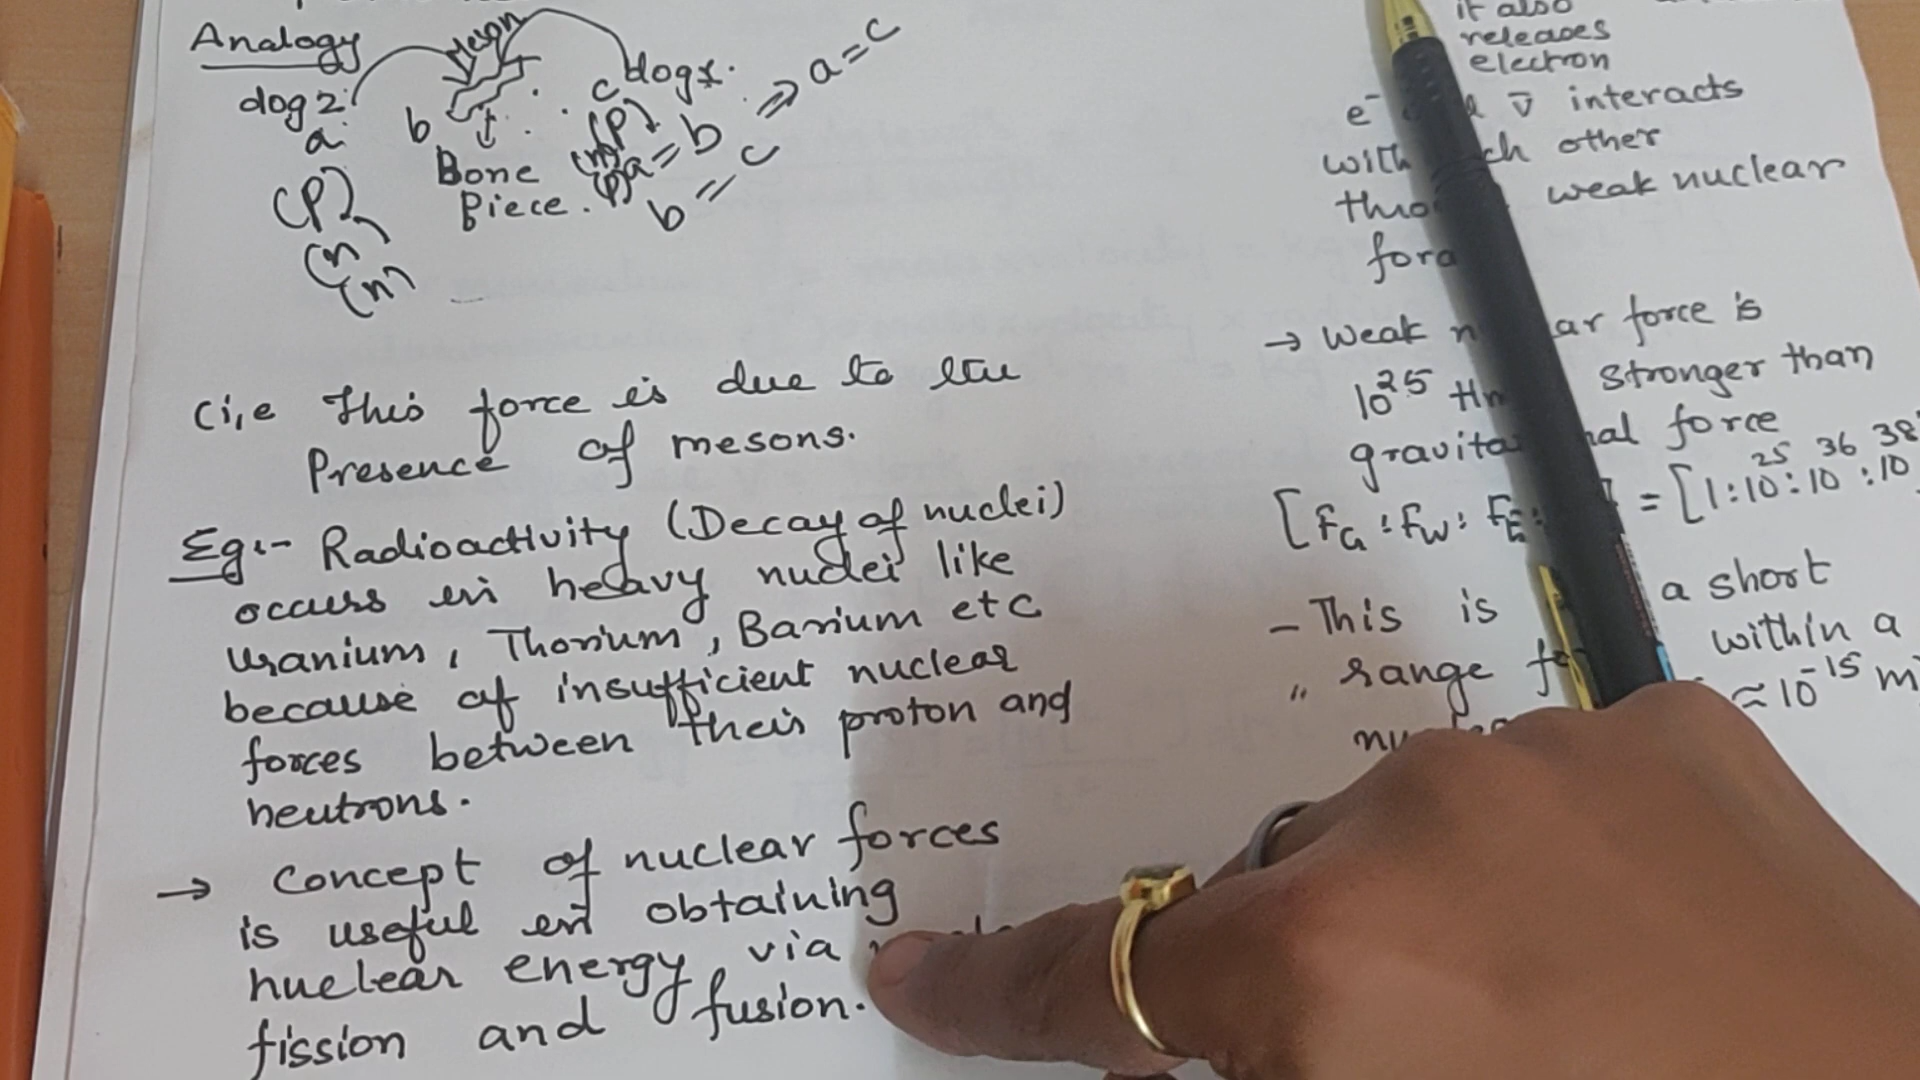 Analogy
Meson
dog 2
dog 1.
a
b
c
Bone
Piece.
(P)
(n)
(n)
(P)
(n)
(P)
a = b
b = c
⇒ a = c
(i,e This force is due to the
Presence of mesons.
Eg:- Radioactivity (Decay of nuclei)
occurs in heavy nuclei like
Uranium, Thorium, Barium etc
because of insufficient nuclear
forces between their proton and
neutrons.
→ Concept of nuclear forces
is useful in obtaining
nuclear energy via
fission and fusion.
it also
releases
electron
e⁻ ν̄ interacts
with other
weak nuclear
→ Weak force is
10²⁵ stronger than
force
[F_G : F_W : F_E : = [1 : 10²⁵ : 10³⁶ : 10³⁸
- This is a short
range within a
≈ 10⁻¹⁵ m